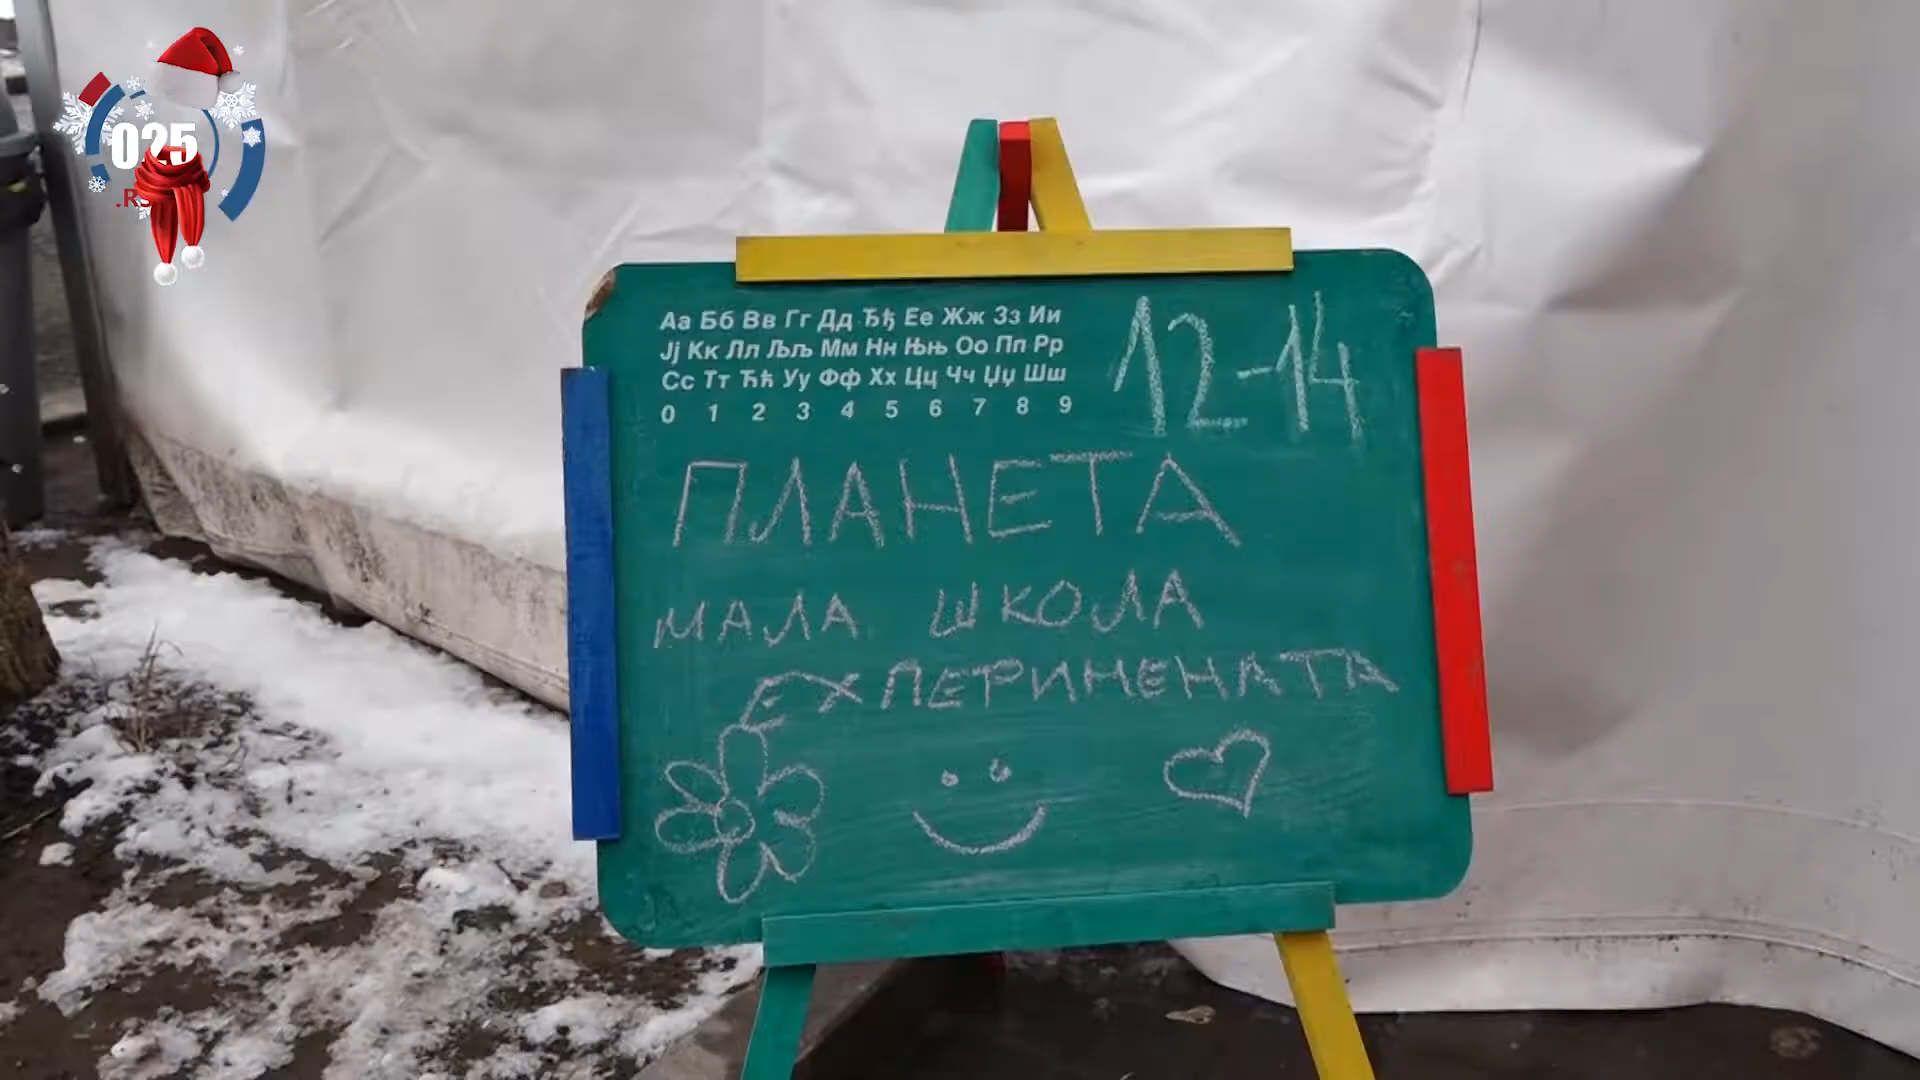 025
.RS
Аа Бб Вв Гг Дд Ђђ Ее Жж Зз Ии
Јј Кк Лл Љљ Мм Нн Њњ Оо Пп Рр
Сс Тт Ћћ Уу Фф Хх Цц Чч Џџ Шш
0 1 2 3 4 5 6 7 8 9
12-14
ПЛАНЕТА
МАЛА ШКОЛА
ЕХПЕРИМЕНАТА